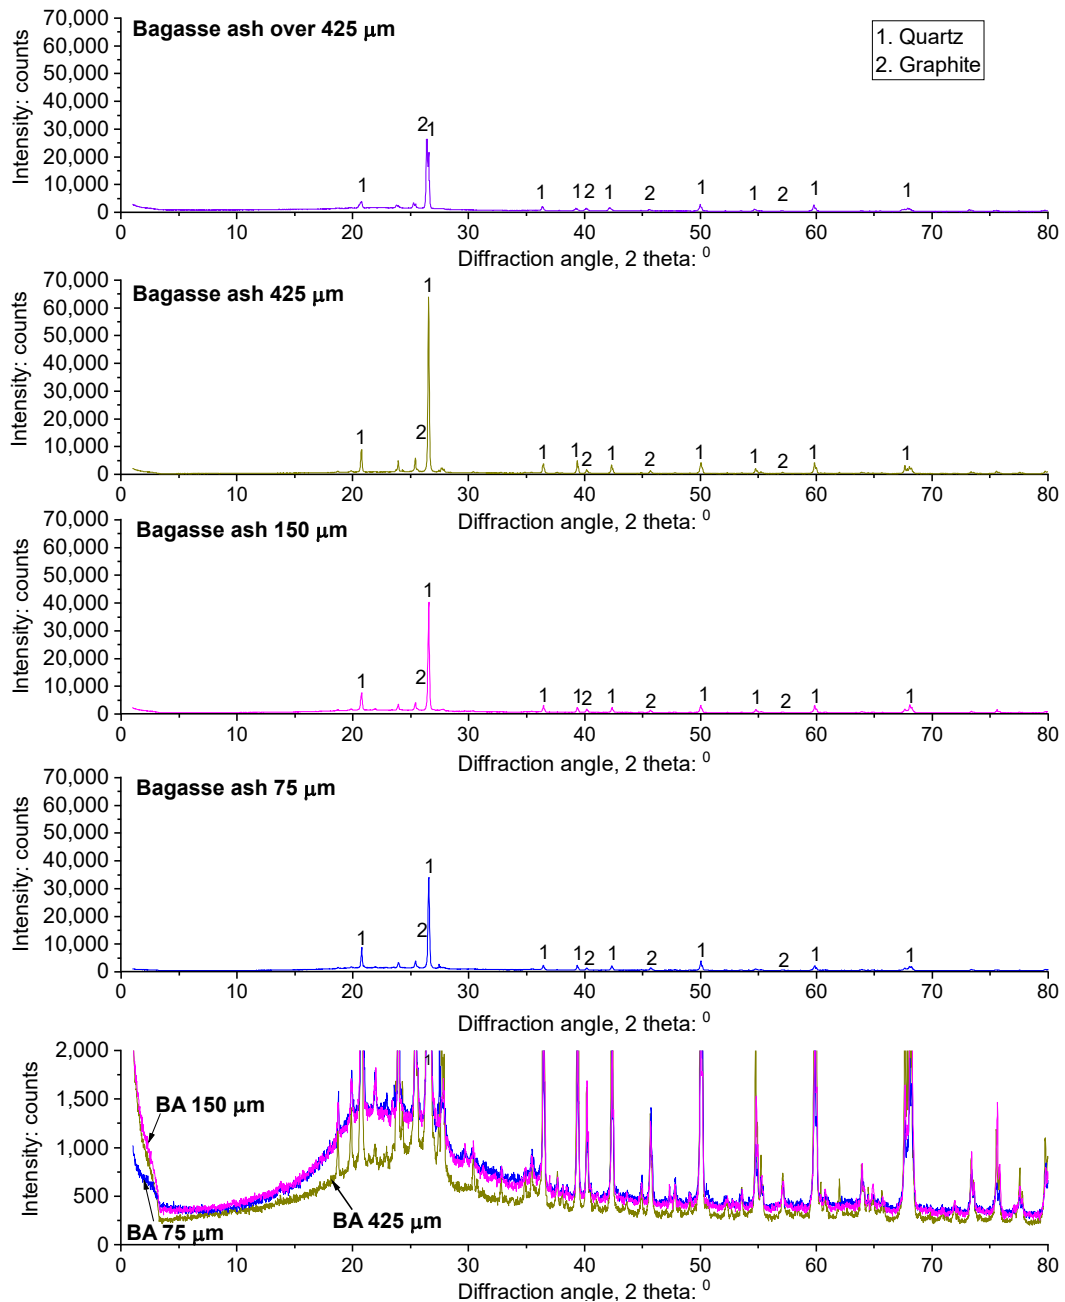 Bagasse ash over 425 μm
1. Quartz
2. Graphite
Intensity: counts
70,000
60,000
50,000
40,000
30,000
20,000
10,000
0
2 1
1 1 1 2 1 2 1 1 2 1 1
0 10 20 30 40 50 60 70 80
Diffraction angle, 2 theta: ⁰
Bagasse ash 425 μm
Intensity: counts
70,000
60,000
50,000
40,000
30,000
20,000
10,000
0
1
1 2 1 1 2 1 2 1 1 2 1 1
0 10 20 30 40 50 60 70 80
Diffraction angle, 2 theta: ⁰
Bagasse ash 150 μm
Intensity: counts
70,000
60,000
50,000
40,000
30,000
20,000
10,000
0
1
1 2 1 1 2 1 2 1 1 2 1 1
0 10 20 30 40 50 60 70 80
Diffraction angle, 2 theta: ⁰
Bagasse ash 75 μm
Intensity: counts
70,000
60,000
50,000
40,000
30,000
20,000
10,000
0
1
1 2 1 1 2 1 2 1 2 1 1
0 10 20 30 40 50 60 70 80
Diffraction angle, 2 theta: ⁰
Intensity: counts
2,000
1,500
1,000
500
0
1
BA 150 μm
BA 75 μm
BA 425 μm
0 10 20 30 40 50 60 70 80
Diffraction angle, 2 theta: ⁰